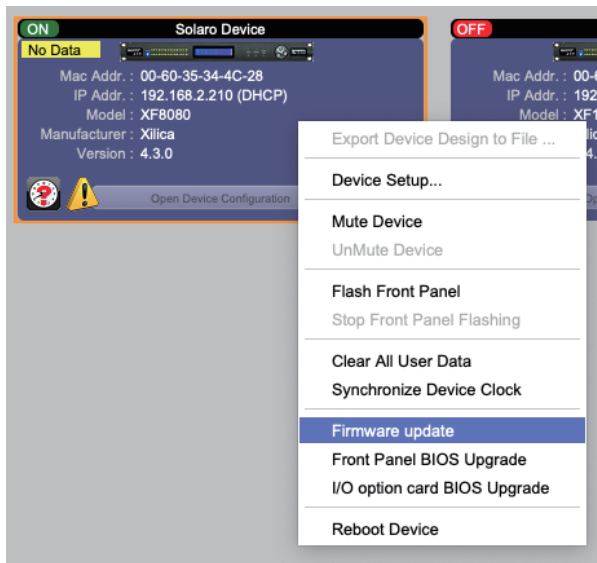 ON
Solaro Device
No Data
Mac Addr. : 00-60-35-34-4C-28
IP Addr. : 192.168.2.210 (DHCP)
Model : XF8080
Manufacturer : Xilica
Version : 4.3.0
Open Device Configuration
OFF
Mac Addr. :
IP Addr. : 192
Model :
Export Device Design to File ...
Device Setup...
Mute Device
UnMute Device
Flash Front Panel
Stop Front Panel Flashing
Clear All User Data
Synchronize Device Clock
Firmware update
Front Panel BIOS Upgrade
I/O option card BIOS Upgrade
Reboot Device